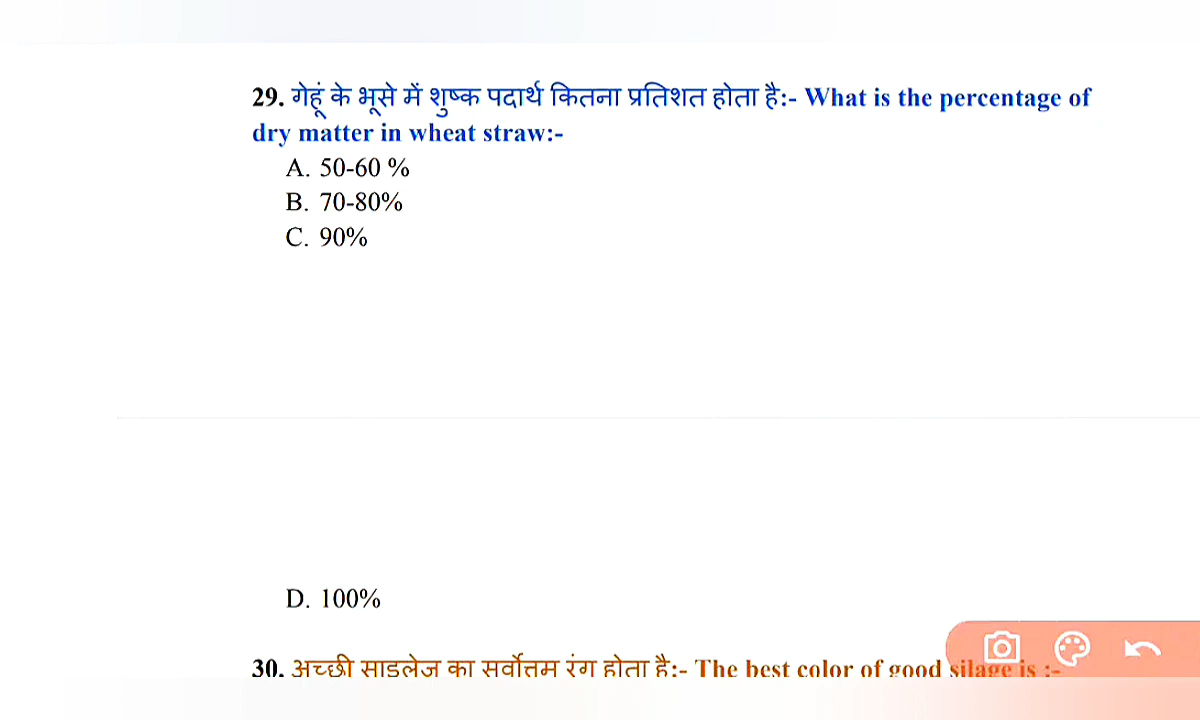 29. गेहूं के भूसे में शुष्क पदार्थ कितना प्रतिशत होता है:- What is the percentage of
dry matter in wheat straw:-
A. 50-60 %
B. 70-80%
C. 90%
D. 100%
30. अच्छी साइलेज का सर्वोत्तम रंग होता है:- The best color of good silage is :-